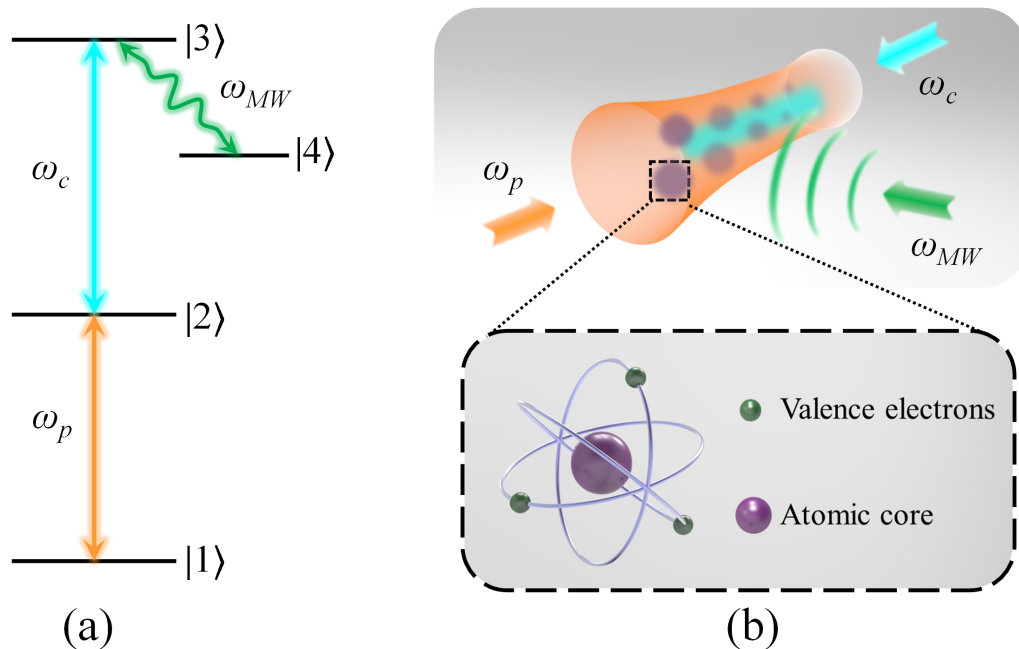 |3⟩
ω_MW
|4⟩
ω_c
|2⟩
ω_p
|1⟩
(a)
ω_c
ω_p
ω_MW
Valence electrons
Atomic core
(b)